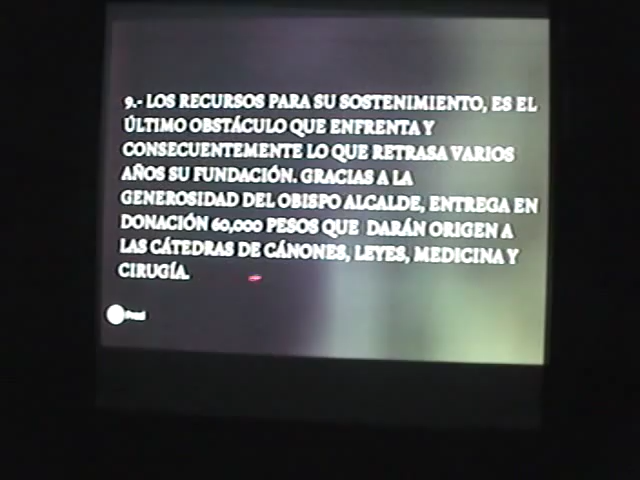 9.- LOS RECURSOS PARA SU SOSTENIMIENTO, ES EL
ÚLTIMO OBSTÁCULO QUE ENFRENTA Y
CONSECUENTEMENTE LO QUE RETRASA VARIOS
AÑOS SU FUNDACIÓN. GRACIAS A LA
GENEROSIDAD DEL OBISPO ALCALDE, ENTREGA EN
DONACIÓN 60,000 PESOS QUE DARÁN ORIGEN A
LAS CÁTEDRAS DE CÁNONES, LEYES, MEDICINA Y
CIRUGÍA.